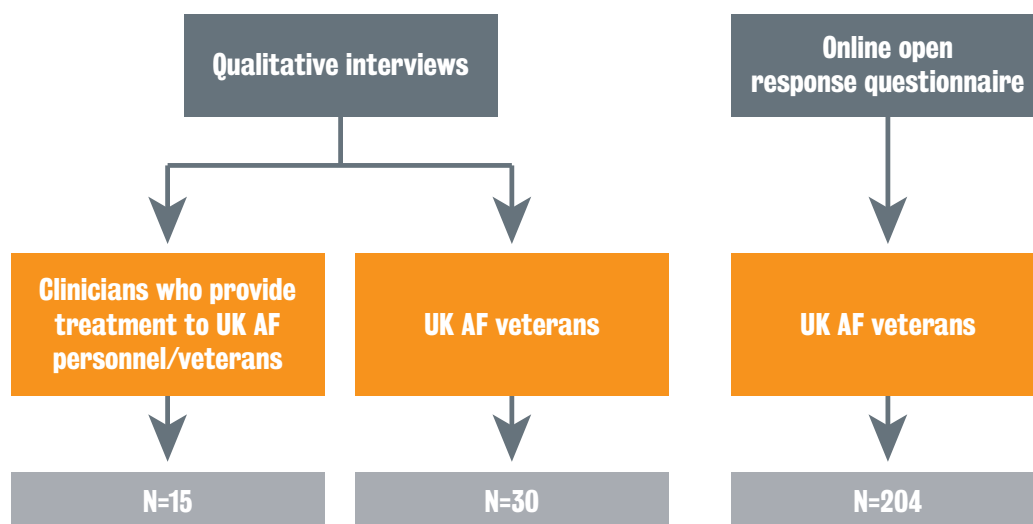 Qualitative interviews
Online open
response questionnaire
Clinicians who provide
treatment to UK AF
personnel/veterans
UK AF veterans
UK AF veterans
N=15
N=30
N=204